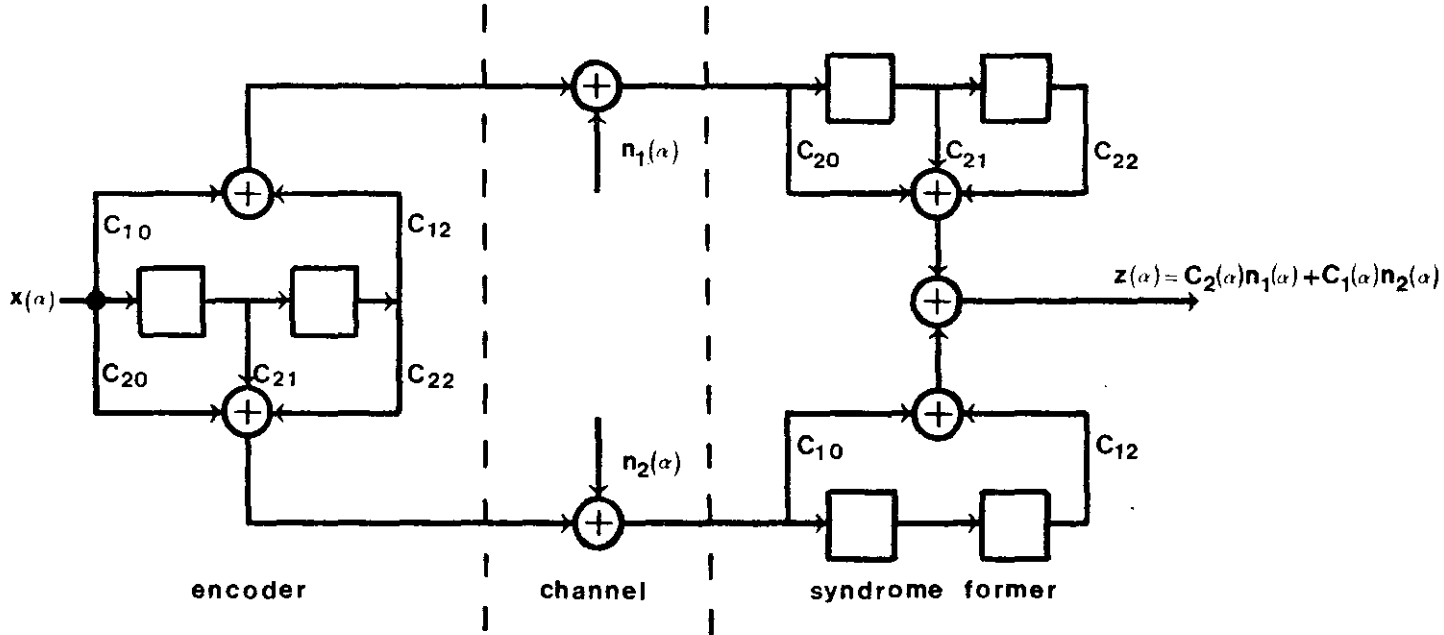 C₂₀ C₂₁ C₂₂
n₁(α)
C₁₀ C₁₂
x(α)
z(α) = C₂(α)n₁(α) + C₁(α)n₂(α)
C₂₀ C₂₁ C₂₂
n₂(α)
C₁₀ C₁₂
encoder channel syndrome former